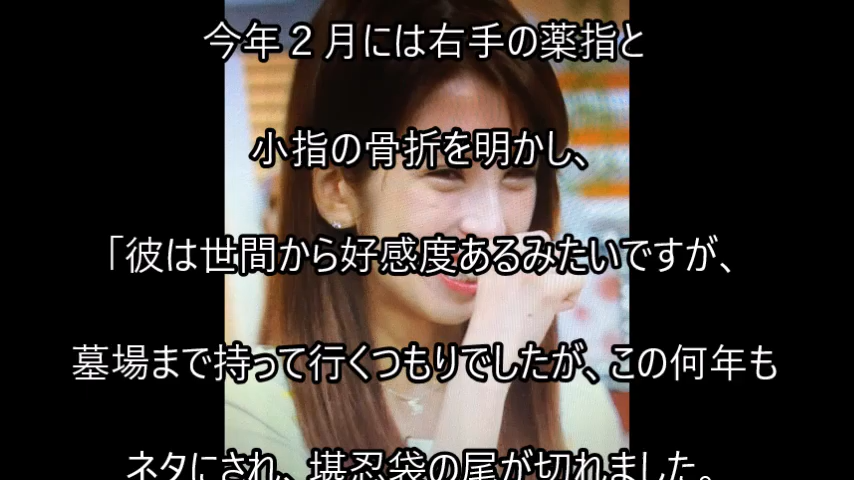 今年２月には右手の薬指と
小指の骨折を明かし、
「彼は世間から好感度あるみたいですが、
墓場まで持って行くつもりでしたが、この何年も
ネタにされ、堪忍袋の尾が切れました。